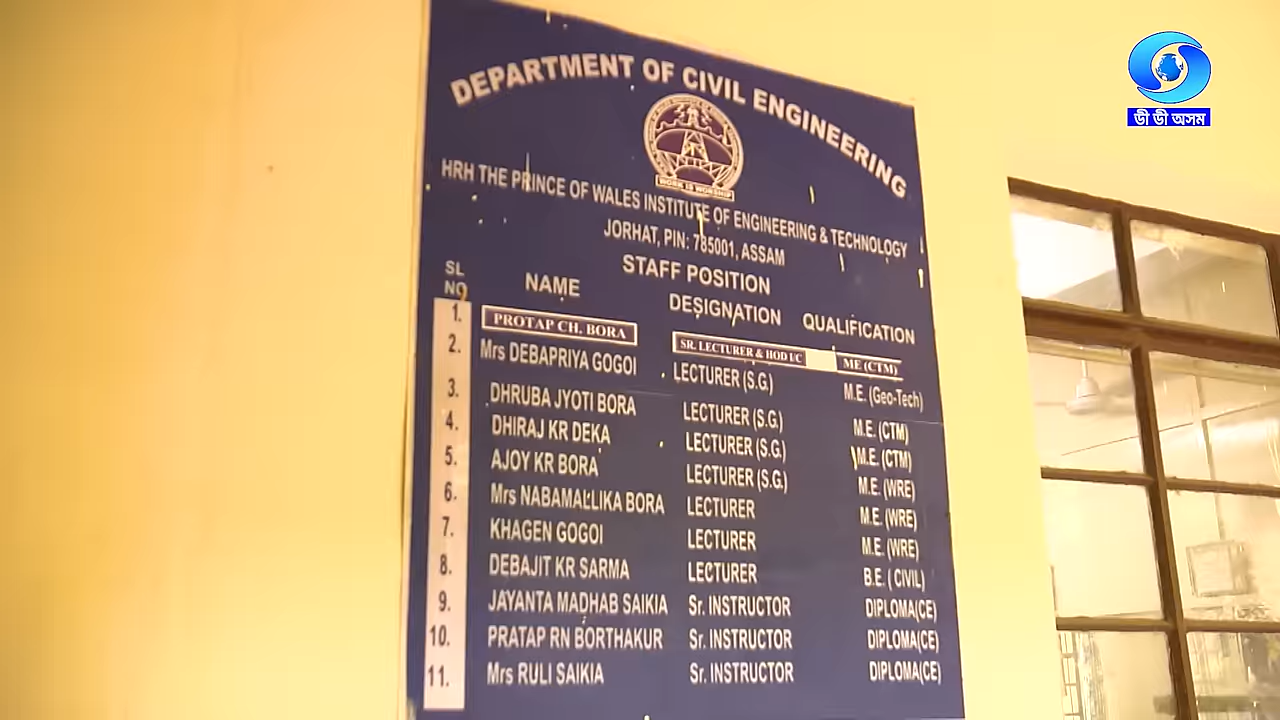 DEPARTMENT OF CIVIL ENGINEERING
WORK IS WORSHIP
HRH THE PRINCE OF WALES INSTITUTE OF ENGINEERING & TECHNOLOGY
JORHAT, PIN: 785001, ASSAM
STAFF POSITION
SL NO NAME DESIGNATION QUALIFICATION
1. PROTAP CH. BORA SR. LECTURER & HOD I/C ME (CTM)
2. Mrs DEBAPRIYA GOGOI LECTURER (S.G.) M.E. (Geo-Tech)
3. DHRUBA JYOTI BORA LECTURER (S.G.) M.E. (CTM)
4. DHIRAJ KR DEKA LECTURER (S.G.) M.E. (CTM)
5. AJOY KR BORA LECTURER (S.G.) M.E. (WRE)
6. Mrs NABAMALLIKA BORA LECTURER M.E. (WRE)
7. KHAGEN GOGOI LECTURER M.E. (WRE)
8. DEBAJIT KR SARMA LECTURER B.E. ( CIVIL)
9. JAYANTA MADHAB SAIKIA Sr. INSTRUCTOR DIPLOMA(CE)
10. PRATAP RN BORTHAKUR Sr. INSTRUCTOR DIPLOMA(CE)
11. Mrs RULI SAIKIA Sr. INSTRUCTOR DIPLOMA(CE)
ডী ডী অসম